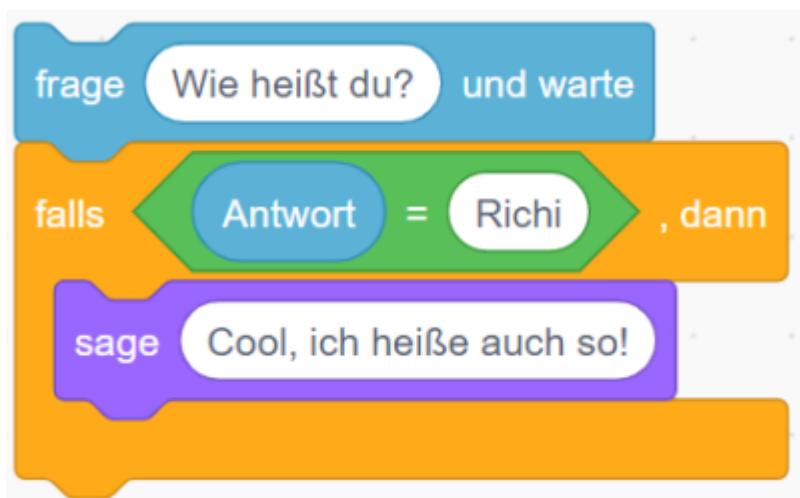 frage Wie heißt du? und warte
falls Antwort = Richi , dann
sage Cool, ich heiße auch so!